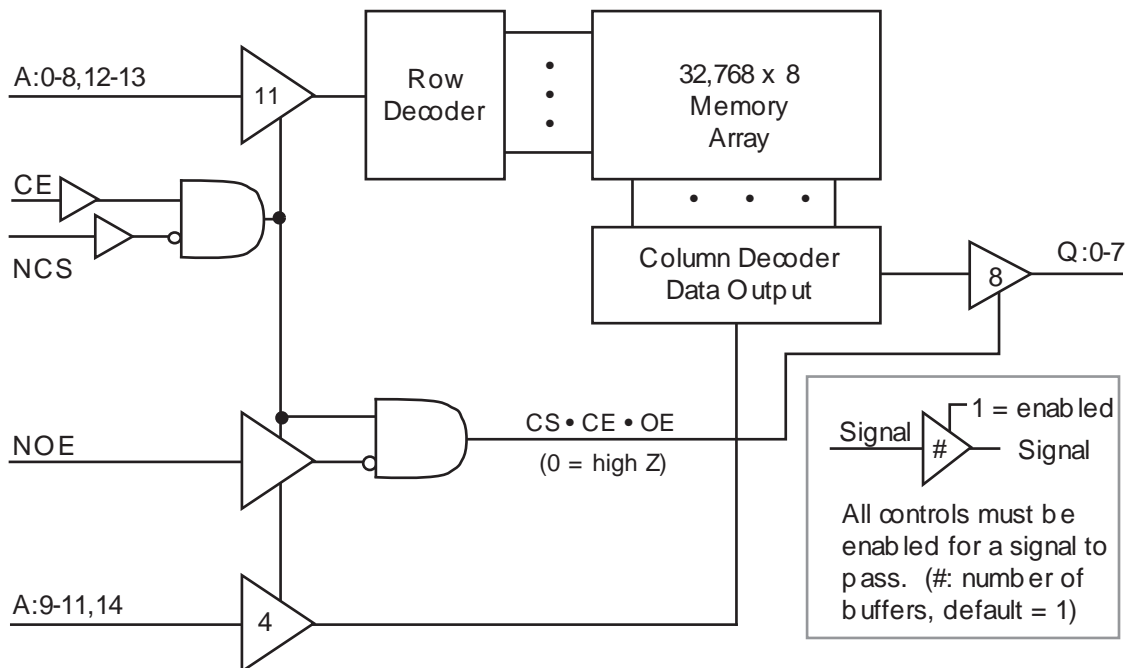 A:0-8,12-13
11
Row
Decoder
32,768 x 8
Memory
Array
CE
NCS
Column Decoder
Data Output
8
Q:0-7
NOE
CS • CE • OE
(0 = high Z)
A:9-11,14
4
1 = enabled
Signal
#
Signal
All controls must be
enabled for a signal to
pass. (#: number of
buffers, default = 1)